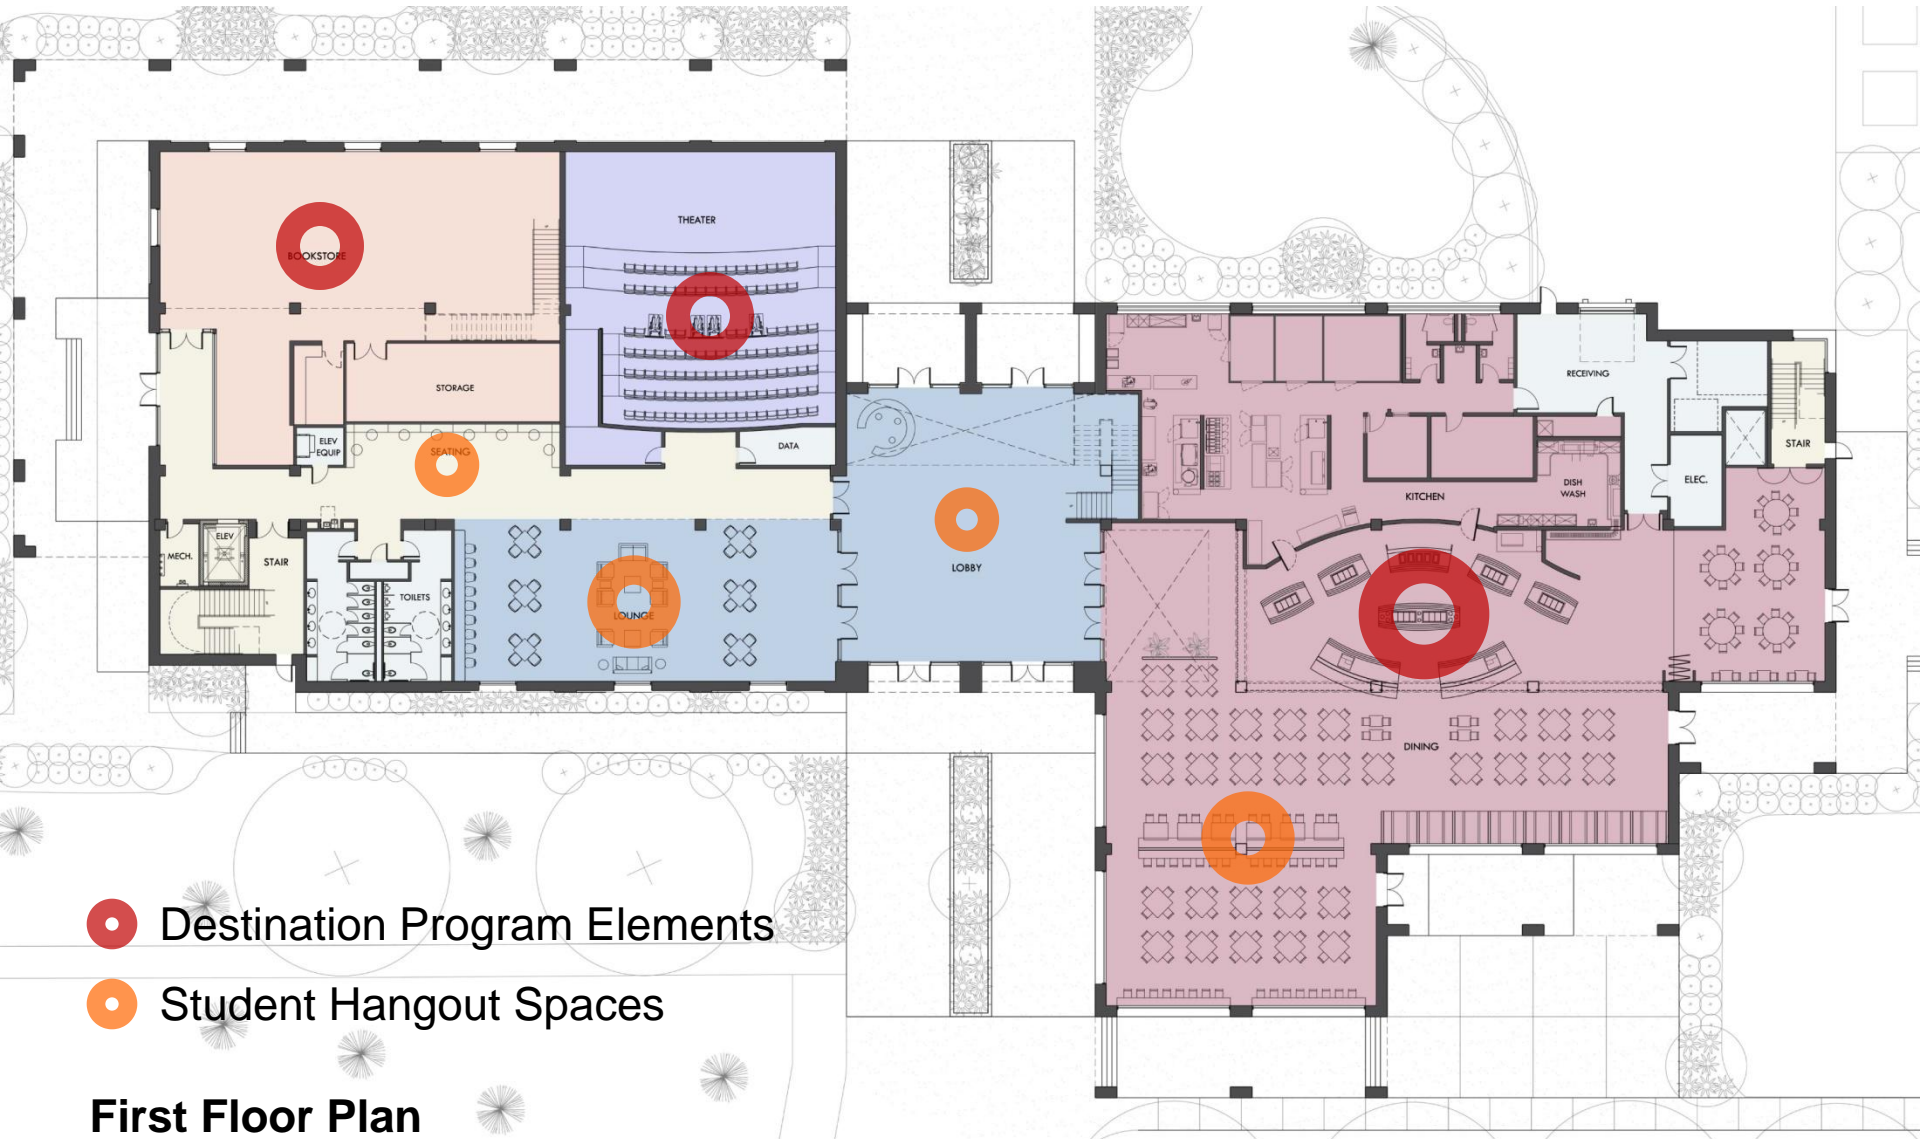 THEATER
BOOKSTORE
RECEIVING
STORAGE
ELEV
EQUIP
SEATING
DATA
STAIR
ELEC.
DISH
WASH
KITCHEN
ELEV
MECH.
STAIR
LOBBY
TOILETS
LOUNGE
DINING
Destination Program Elements
Student Hangout Spaces
First Floor Plan